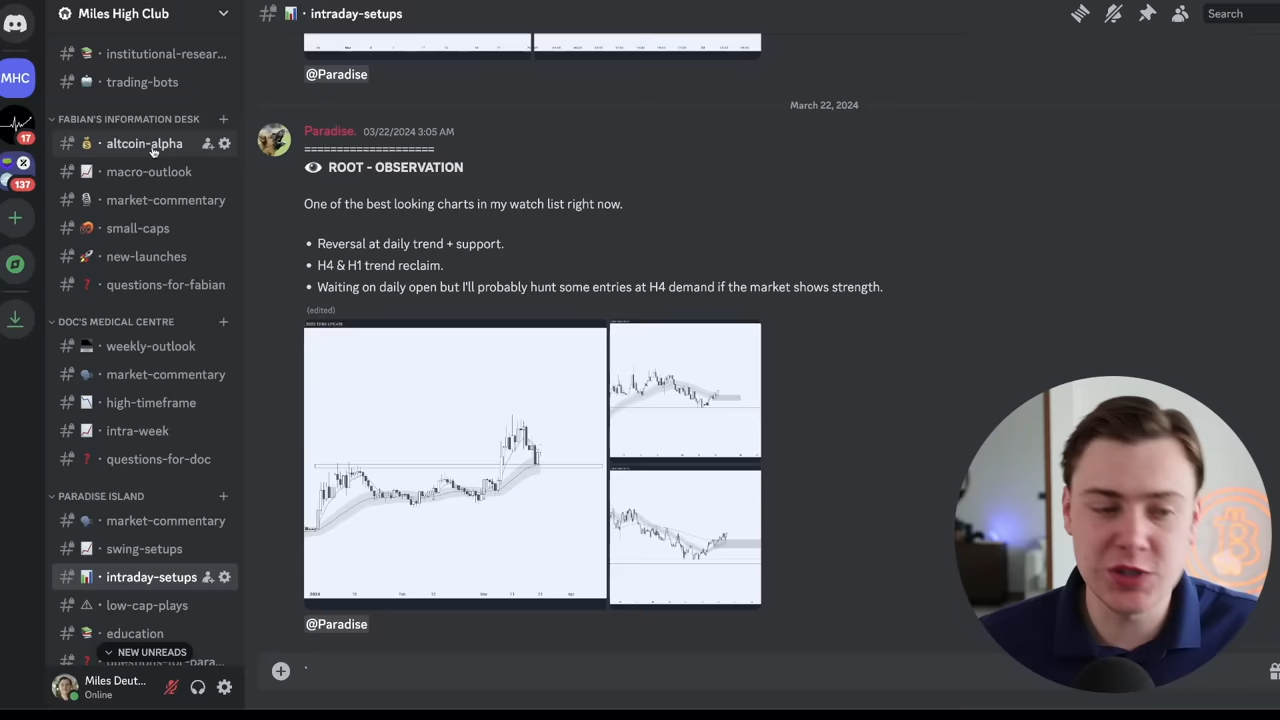 Miles High Club
institutional-resear...
trading-bots
FABIAN'S INFORMATION DESK
altcoin-alpha
macro-outlook
market-commentary
small-caps
new-launches
questions-for-fabian
DOC'S MEDICAL CENTRE
weekly-outlook
market-commentary
high-timeframe
intra-week
questions-for-doc
PARADISE ISLAND
market-commentary
swing-setups
intraday-setups
low-cap-plays
education
NEW UNREADS
questions-for-para...
Miles Deut...
Online
MHC
17
137
intraday-setups
Search
@Paradise
March 22, 2024
Paradise. 03/22/2024 3:05 AM
====================
ROOT - OBSERVATION
One of the best looking charts in my watch list right now.
• Reversal at daily trend + support.
• H4 & H1 trend reclaim.
• Waiting on daily open but I'll probably hunt some entries at H4 demand if the market shows strength.
(edited)
@Paradise
`